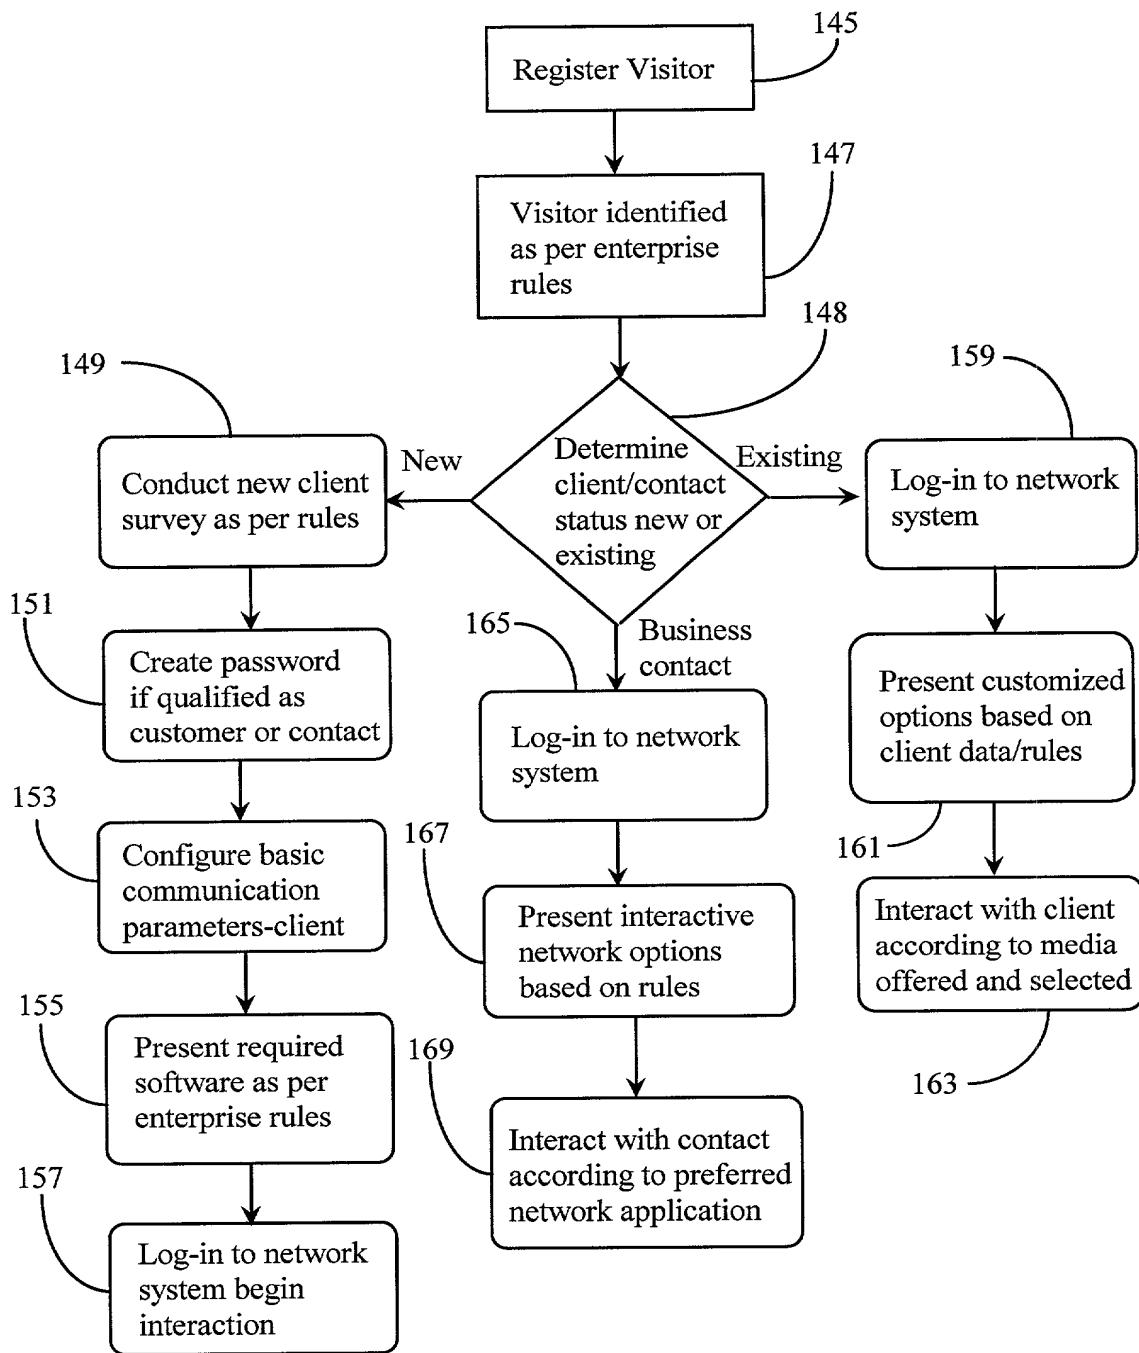 145
Register Visitor
147
Visitor identified
as per enterprise
rules
148
159
149
New
Determine
client/contact
status new or
existing
Existing
Conduct new client
survey as per rules
Log-in to network
system
151
Create password
if qualified as
customer or contact
165
Business
contact
Log-in to network
system
Present customized
options based on
client data/rules
161
153
Configure basic
communication
parameters-client
167
Present interactive
network options
based on rules
Interact with client
according to media
offered and selected
163
155
Present required
software as per
enterprise rules
169
Interact with contact
according to preferred
network application
157
Log-in to network
system begin
interaction